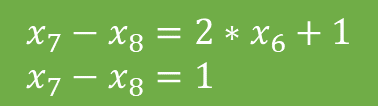 x₇ − x₈ = 2 * x₆ + 1
x₇ − x₈ = 1